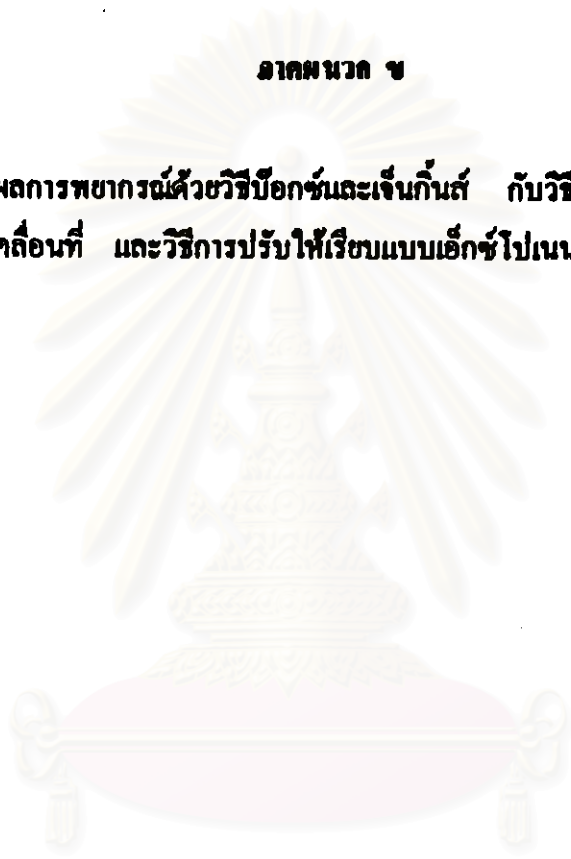 ภาคผนวก ข
ผลการพยากรณ์ด้วยวิธีบ๊อกซ์และเจ็นกิ้นส์ กับวิธี
คลื่อนที่ และวิธีการปรับให้เรียบแบบเอ็กซ์โปเนน